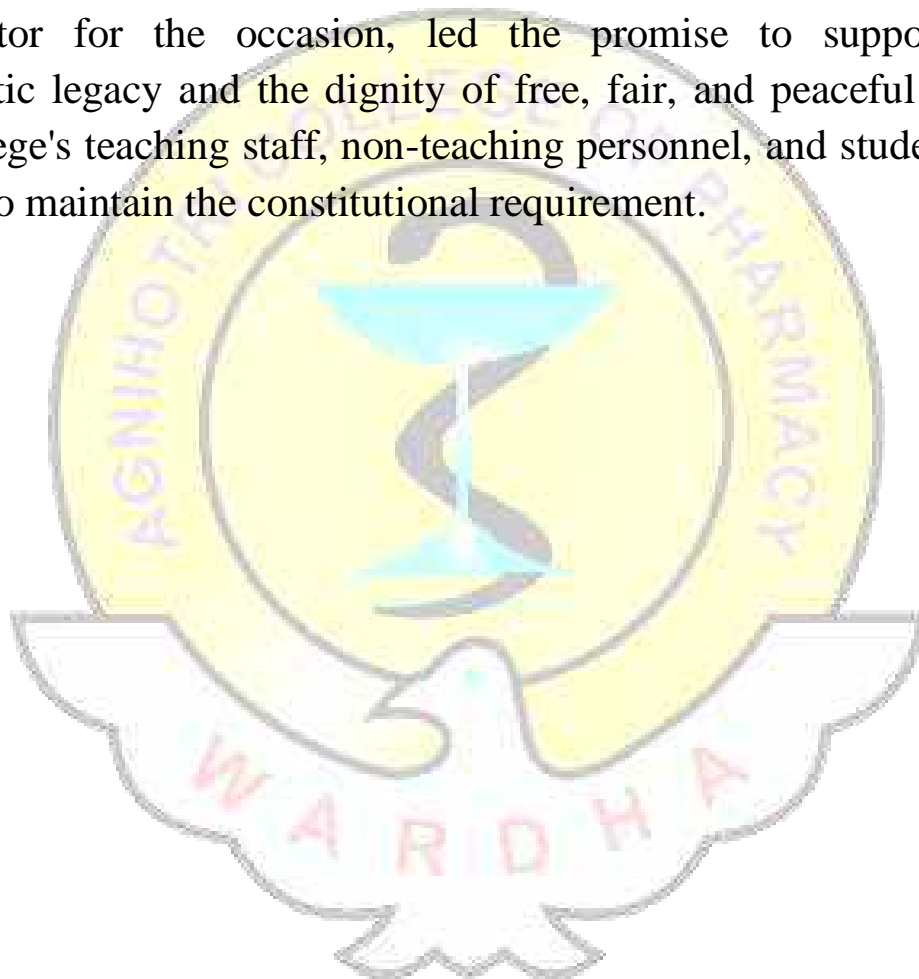 tor for the occasion, led the promise to suppo
tic legacy and the dignity of free, fair, and peaceful
ege's teaching staff, non-teaching personnel, and stude
o maintain the constitutional requirement.
AGNIHOTRI COLLEGE OF PHARMACY
WARDHA